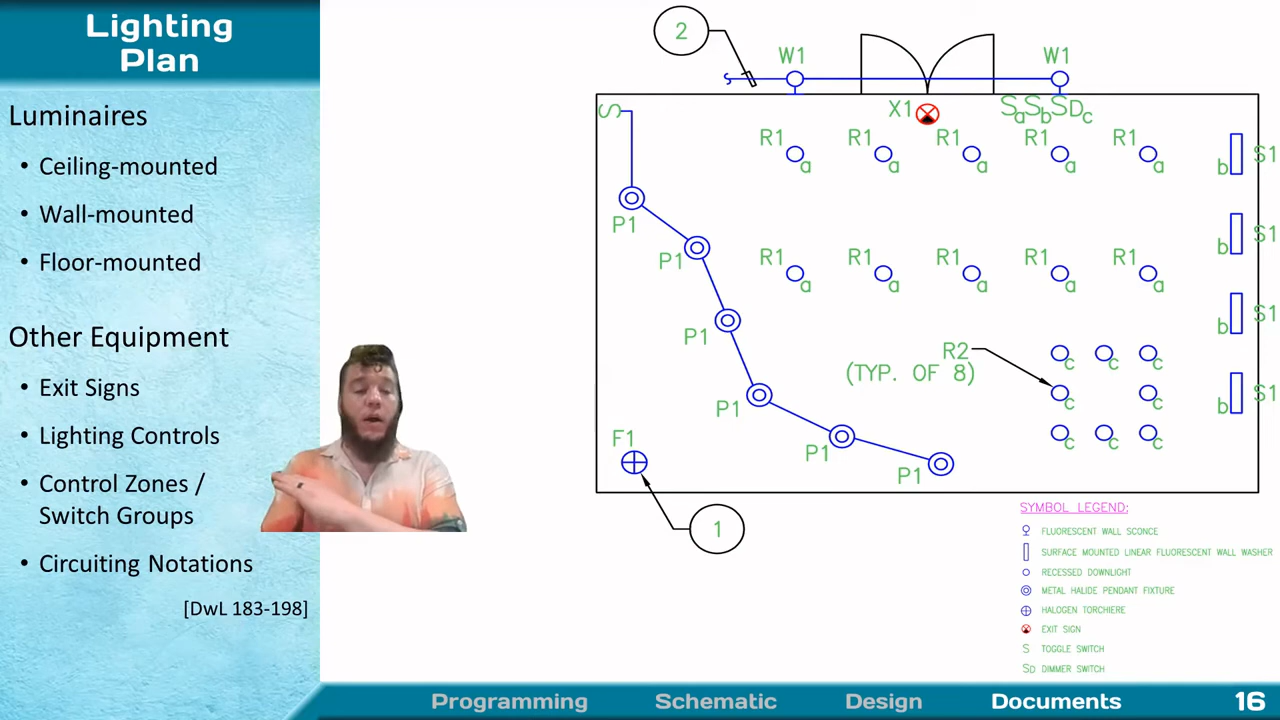 Lighting
Plan
Luminaires
• Ceiling-mounted
• Wall-mounted
• Floor-mounted
Other Equipment
• Exit Signs
• Lighting Controls
• Control Zones /
Switch Groups
• Circuiting Notations
[DwL 183-198]
2
W1 W1
S X1 SaSbSDc
R1 a R1 a R1 a R1 a R1 a b S1
P1 b S1
P1 R1 a R1 a R1 a R1 a R1 a
P1 b S1
R2 c c c
(TYP. OF 8) c c b S1
P1
F1 P1 c c c
P1
1
SYMBOL LEGEND:
FLUORESCENT WALL SCONCE
SURFACE MOUNTED LINEAR FLUORESCENT WALL WASHER
RECESSED DOWNLIGHT
METAL HALIDE PENDANT FIXTURE
HALOGEN TORCHIERE
EXIT SIGN
S TOGGLE SWITCH
SD DIMMER SWITCH
Programming Schematic Design Documents 16